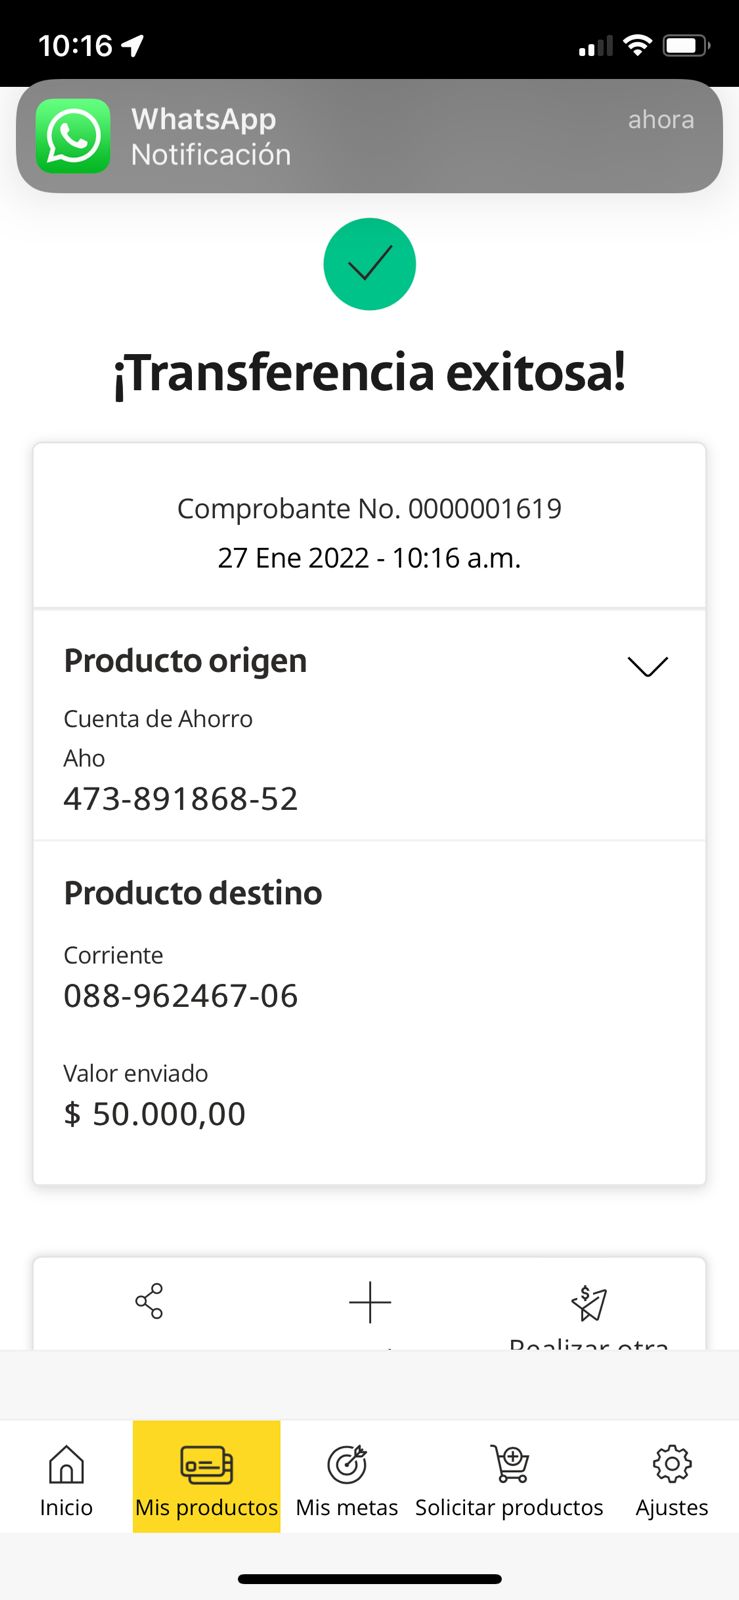 10:16
WhatsApp
ahora
Notificación
¡Transferencia exitosa!
Comprobante No. 0000001619
27 Ene 2022 - 10:16 a.m.
Producto origen
Cuenta de Ahorro
Aho
473-891868-52
Producto destino
Corriente
088-962467-06
Valor enviado
$ 50.000,00
Realizar otra
Inicio
Mis productos
Mis metas
Solicitar productos
Ajustes